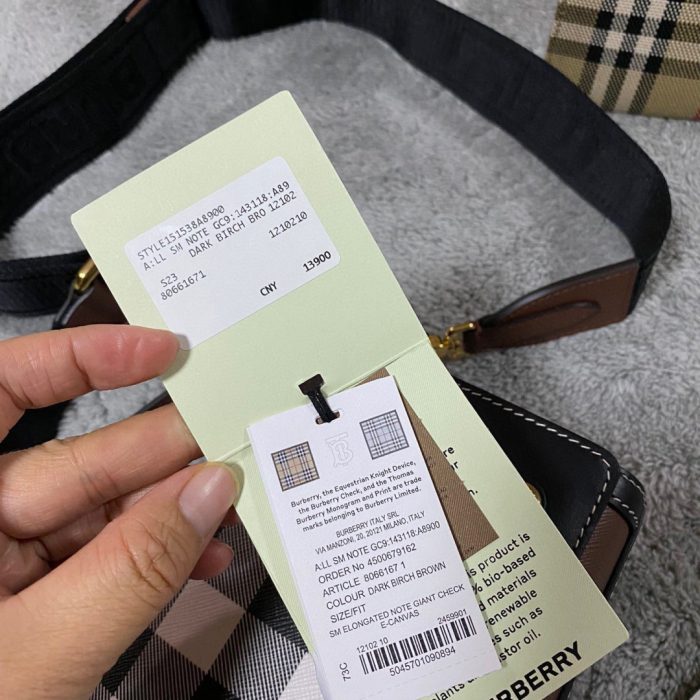 STYLE151538A8900
A:LL SM NOTE GC9:143118:A89
DARK BIRCH BRO 12102
S23 1210210
80661671
CNY 13900
Burberry, the Equestrian Knight Device,
the Burberry Check, and the Thomas
Burberry Monogram and Print are trade
marks belonging to Burberry Limited.
BURBERRY ITALY SRL
VIA MANZONI, 20, 20121 MILANO, ITALY
A:LL SM NOTE GC9:143118:A8900
ORDER No 4500679162
ARTICLE 8066167 1
COLOUR DARK BIRCH BROWN
SIZE/FIT
SM ELONGATED NOTE GIANT CHECK
E-CANVAS
12102 10 2459901
73C
5045701090894
product is
% bio-based
materials
renewable
such as
oil.
BURBERRY